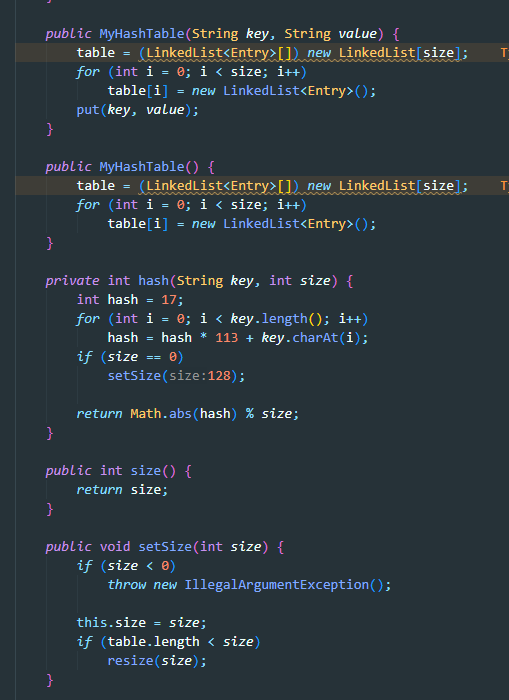 }
public MyHashTable(String key, String value) {
table = (LinkedList<Entry>[]) new LinkedList[size]; T
for (int i = 0; i < size; i++)
table[i] = new LinkedList<Entry>();
put(key, value);
}
public MyHashTable() {
table = (LinkedList<Entry>[]) new LinkedList[size]; T
for (int i = 0; i < size; i++)
table[i] = new LinkedList<Entry>();
}
private int hash(String key, int size) {
int hash = 17;
for (int i = 0; i < key.length(); i++)
hash = hash * 113 + key.charAt(i);
if (size == 0)
setSize(size:128);
return Math.abs(hash) % size;
}
public int size() {
return size;
}
public void setSize(int size) {
if (size < 0)
throw new IllegalArgumentException();
this.size = size;
if (table.length < size)
resize(size);
}